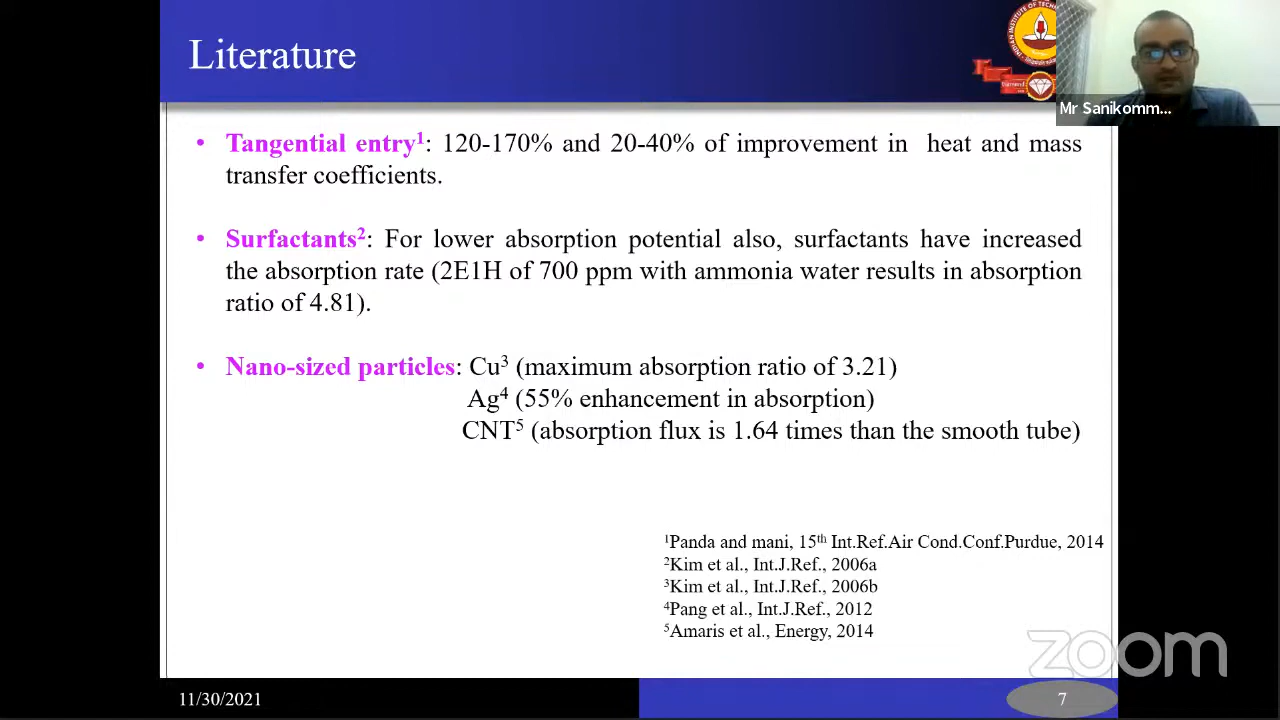 Literature
INDIAN INSTITUTE OF TECH
Mr Sanikomm...
• Tangential entry1: 120-170% and 20-40% of improvement in heat and mass
transfer coefficients.
• Surfactants2: For lower absorption potential also, surfactants have increased
the absorption rate (2E1H of 700 ppm with ammonia water results in absorption
ratio of 4.81).
• Nano-sized particles: Cu3 (maximum absorption ratio of 3.21)
Ag4 (55% enhancement in absorption)
CNT5 (absorption flux is 1.64 times than the smooth tube)
1Panda and mani, 15th Int.Ref.Air Cond.Conf.Purdue, 2014
2Kim et al., Int.J.Ref., 2006a
3Kim et al., Int.J.Ref., 2006b
4Pang et al., Int.J.Ref., 2012
5Amaris et al., Energy, 2014
zoom
11/30/2021
7